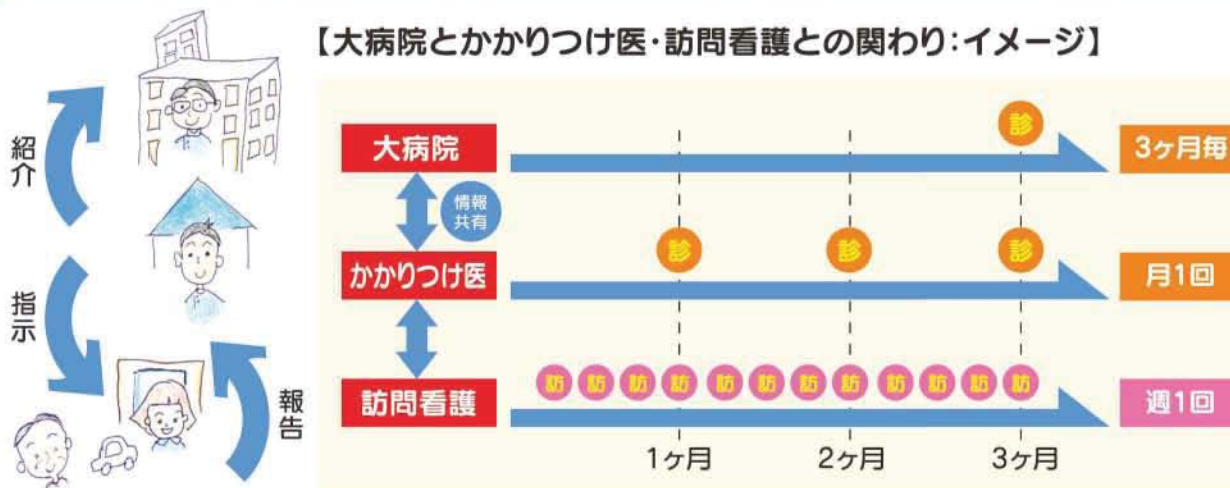 【大病院とかかりつけ医・訪問看護との関わり:イメージ】
紹介
指示
報告
大病院
診
3ヶ月毎
情報
共有
かかりつけ医
診 診 診
月1回
訪問看護
訪 訪 訪 訪 訪 訪 訪 訪 訪 訪 訪 訪
週1回
1ヶ月 2ヶ月 3ヶ月